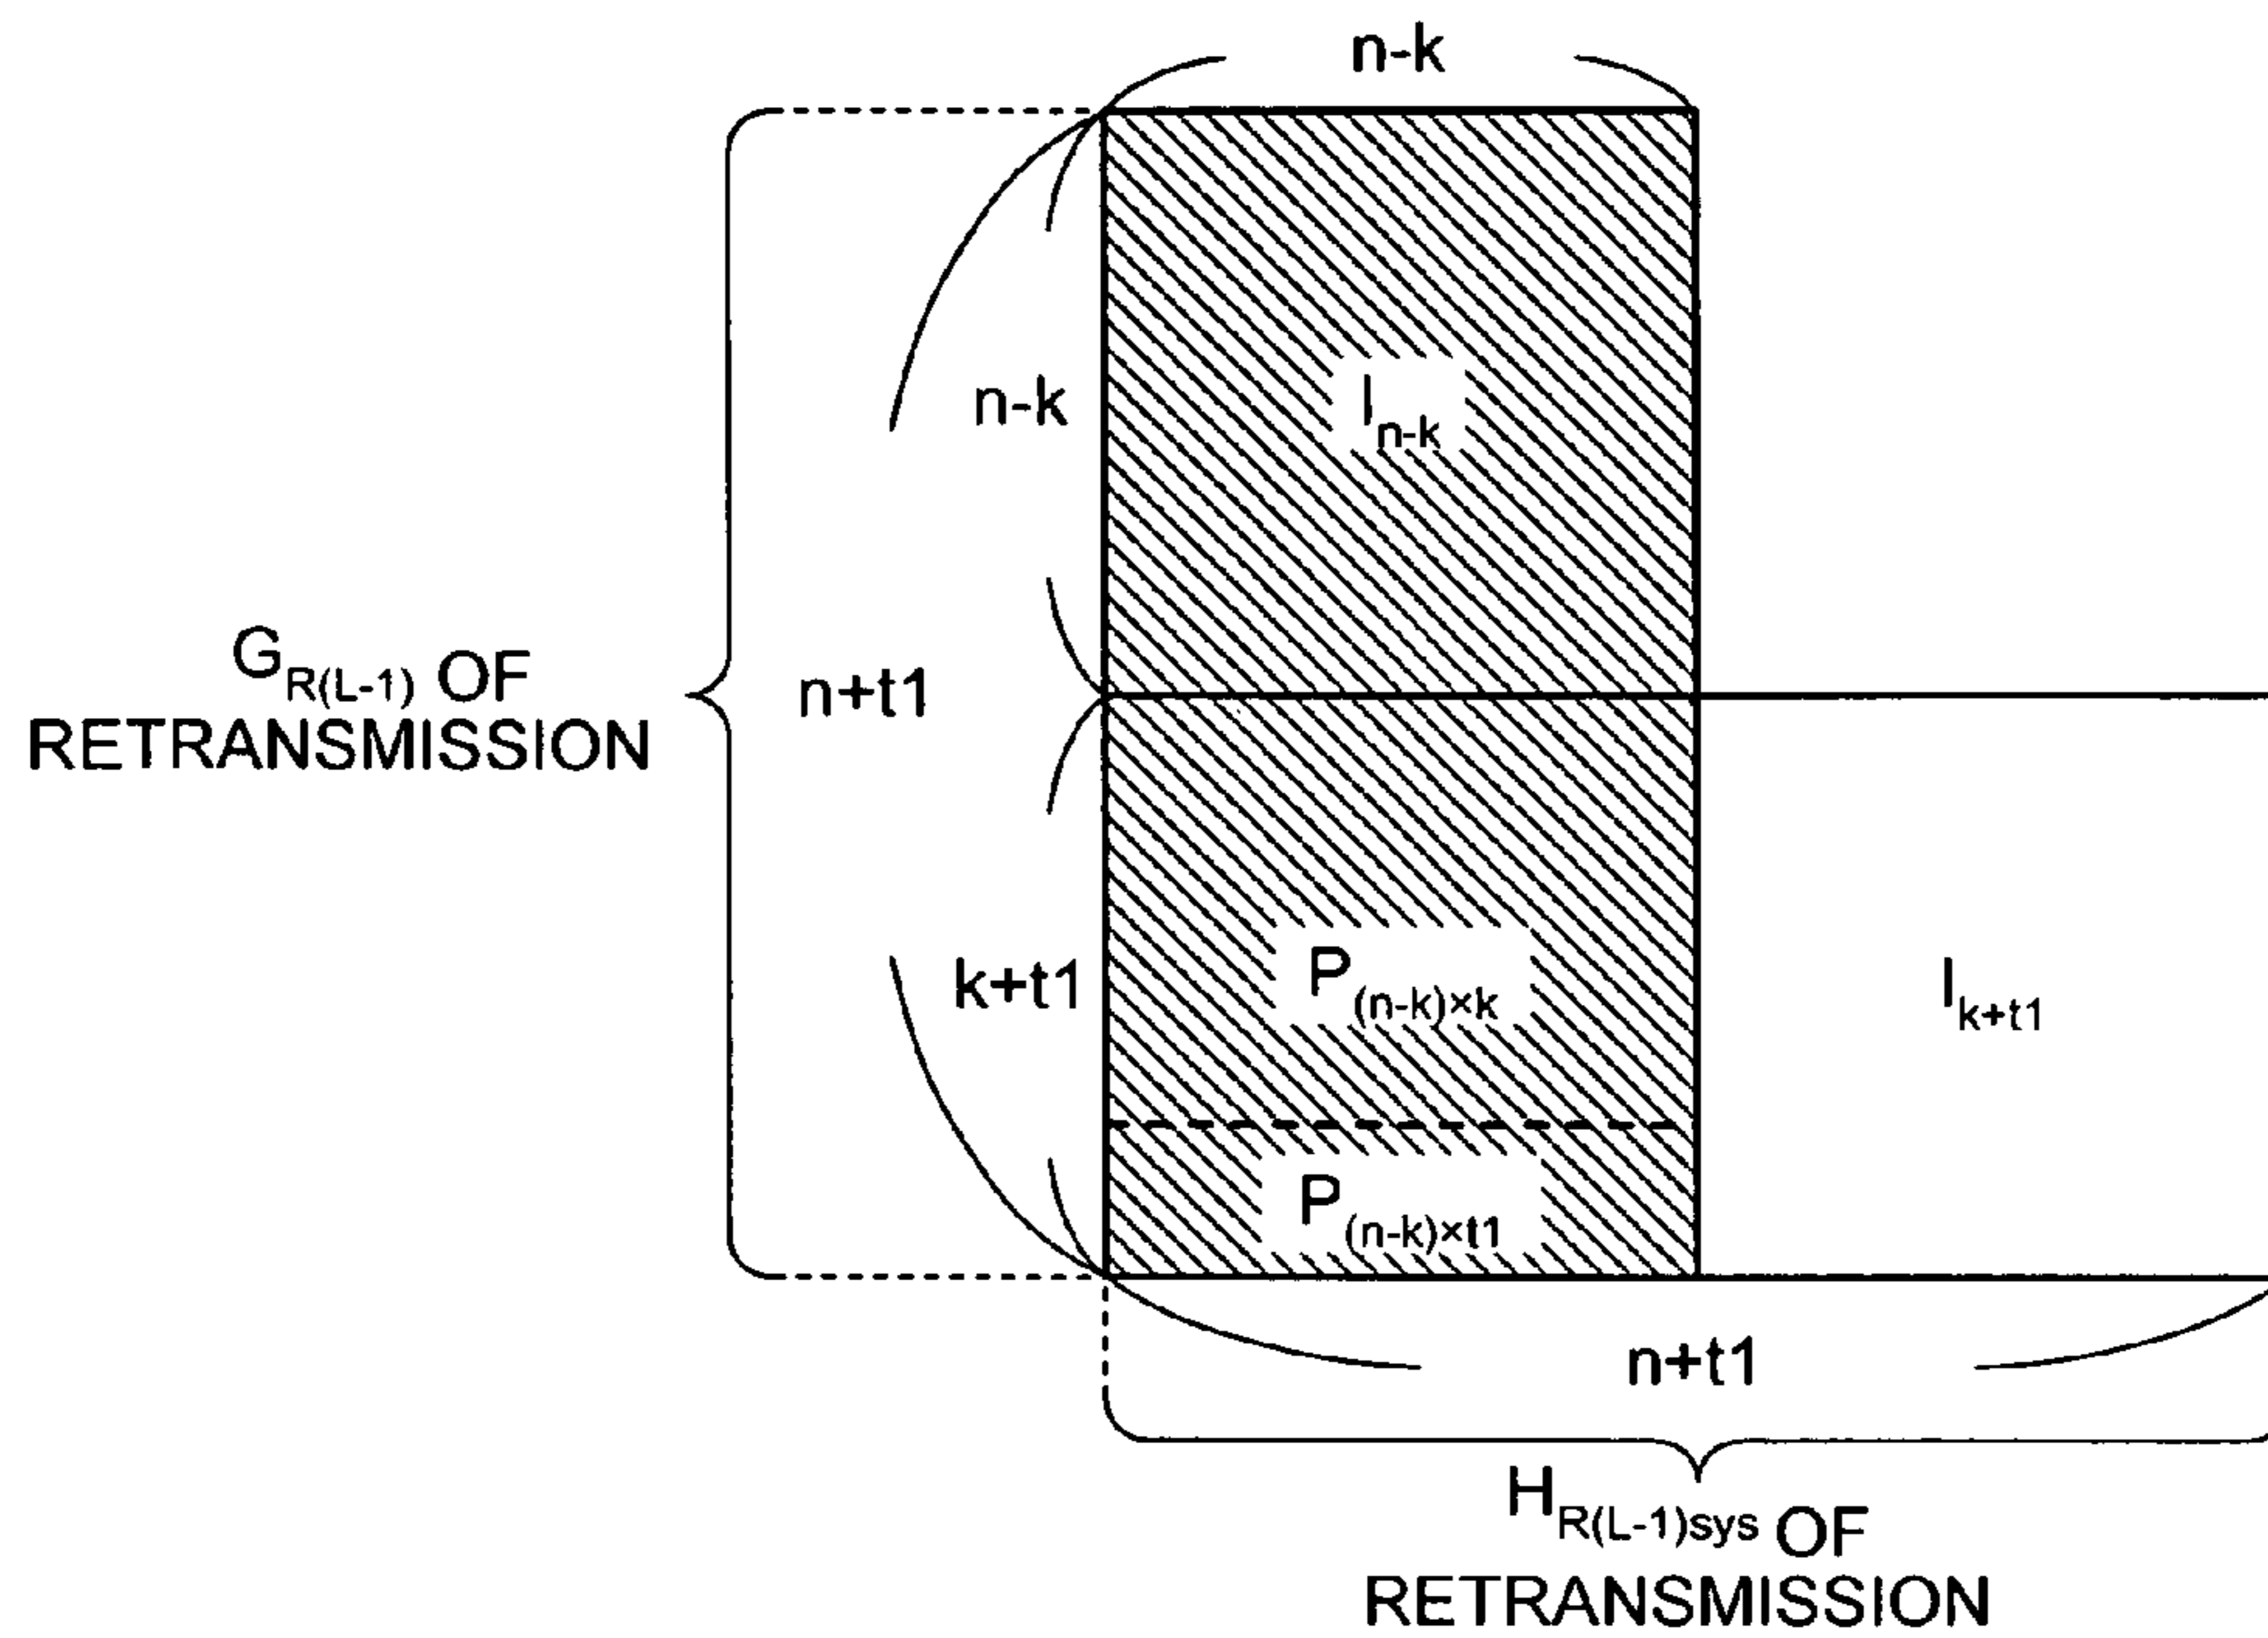 n-k
n-k
I n-k
G R(L-1) OF
RETRANSMISSION
n+t1
k+t1
P (n-k)×k
I k+t1
P (n-k)×t1
n+t1
H R(L-1)sys OF
RETRANSMISSION